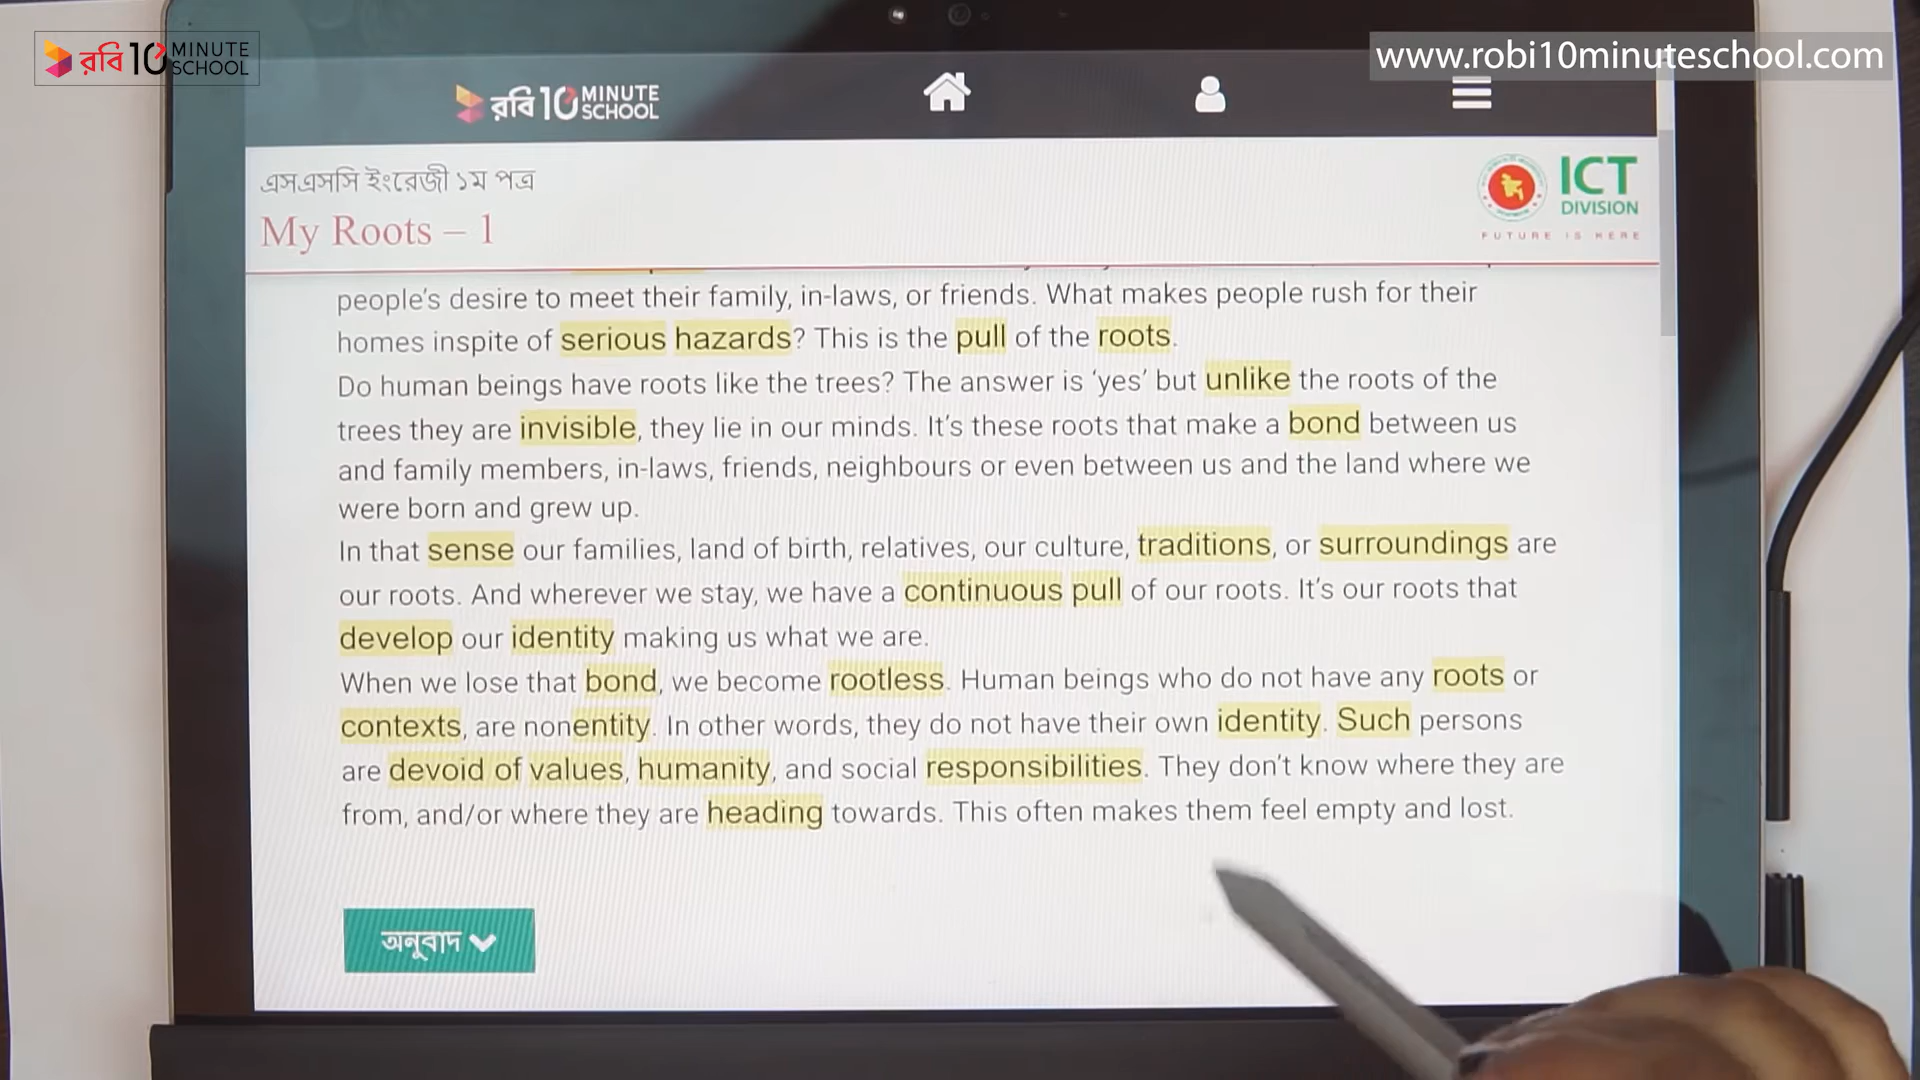 রবি 10 MINUTE SCHOOL
www.robi10minuteschool.com
রবি 10 MINUTE SCHOOL
এসএসসি ইংরেজী ১ম পত্র
My Roots – 1
ICT
DIVISION
FUTURE IS HERE
people's desire to meet their family, in-laws, or friends. What makes people rush for their
homes inspite of serious hazards? This is the pull of the roots.
Do human beings have roots like the trees? The answer is ‘yes’ but unlike the roots of the
trees they are invisible, they lie in our minds. It's these roots that make a bond between us
and family members, in-laws, friends, neighbours or even between us and the land where we
were born and grew up.
In that sense our families, land of birth, relatives, our culture, traditions, or surroundings are
our roots. And wherever we stay, we have a continuous pull of our roots. It's our roots that
develop our identity making us what we are.
When we lose that bond, we become rootless. Human beings who do not have any roots or
contexts, are nonentity. In other words, they do not have their own identity. Such persons
are devoid of values, humanity, and social responsibilities. They don't know where they are
from, and/or where they are heading towards. This often makes them feel empty and lost.
অনুবাদ